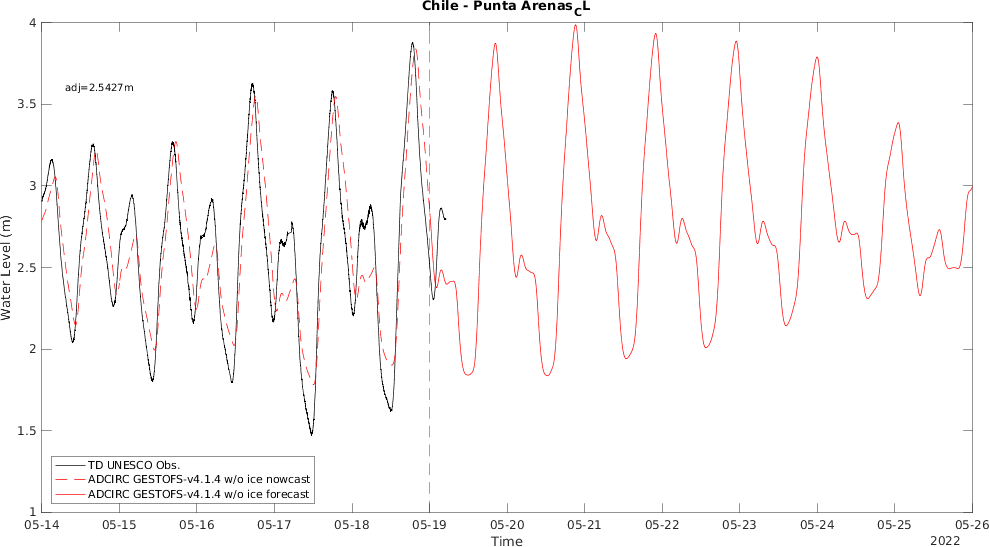 Chile - Punta Arenas_CL
adj=2.5427m
Water Level (m)
4
3.5
3
2.5
2
1.5
1
TD UNESCO Obs.
ADCIRC GESTOFS-v4.1.4 w/o ice nowcast
ADCIRC GESTOFS-v4.1.4 w/o ice forecast
05-14 05-15 05-16 05-17 05-18 05-19 05-20 05-21 05-22 05-23 05-24 05-25 05-26
Time
2022